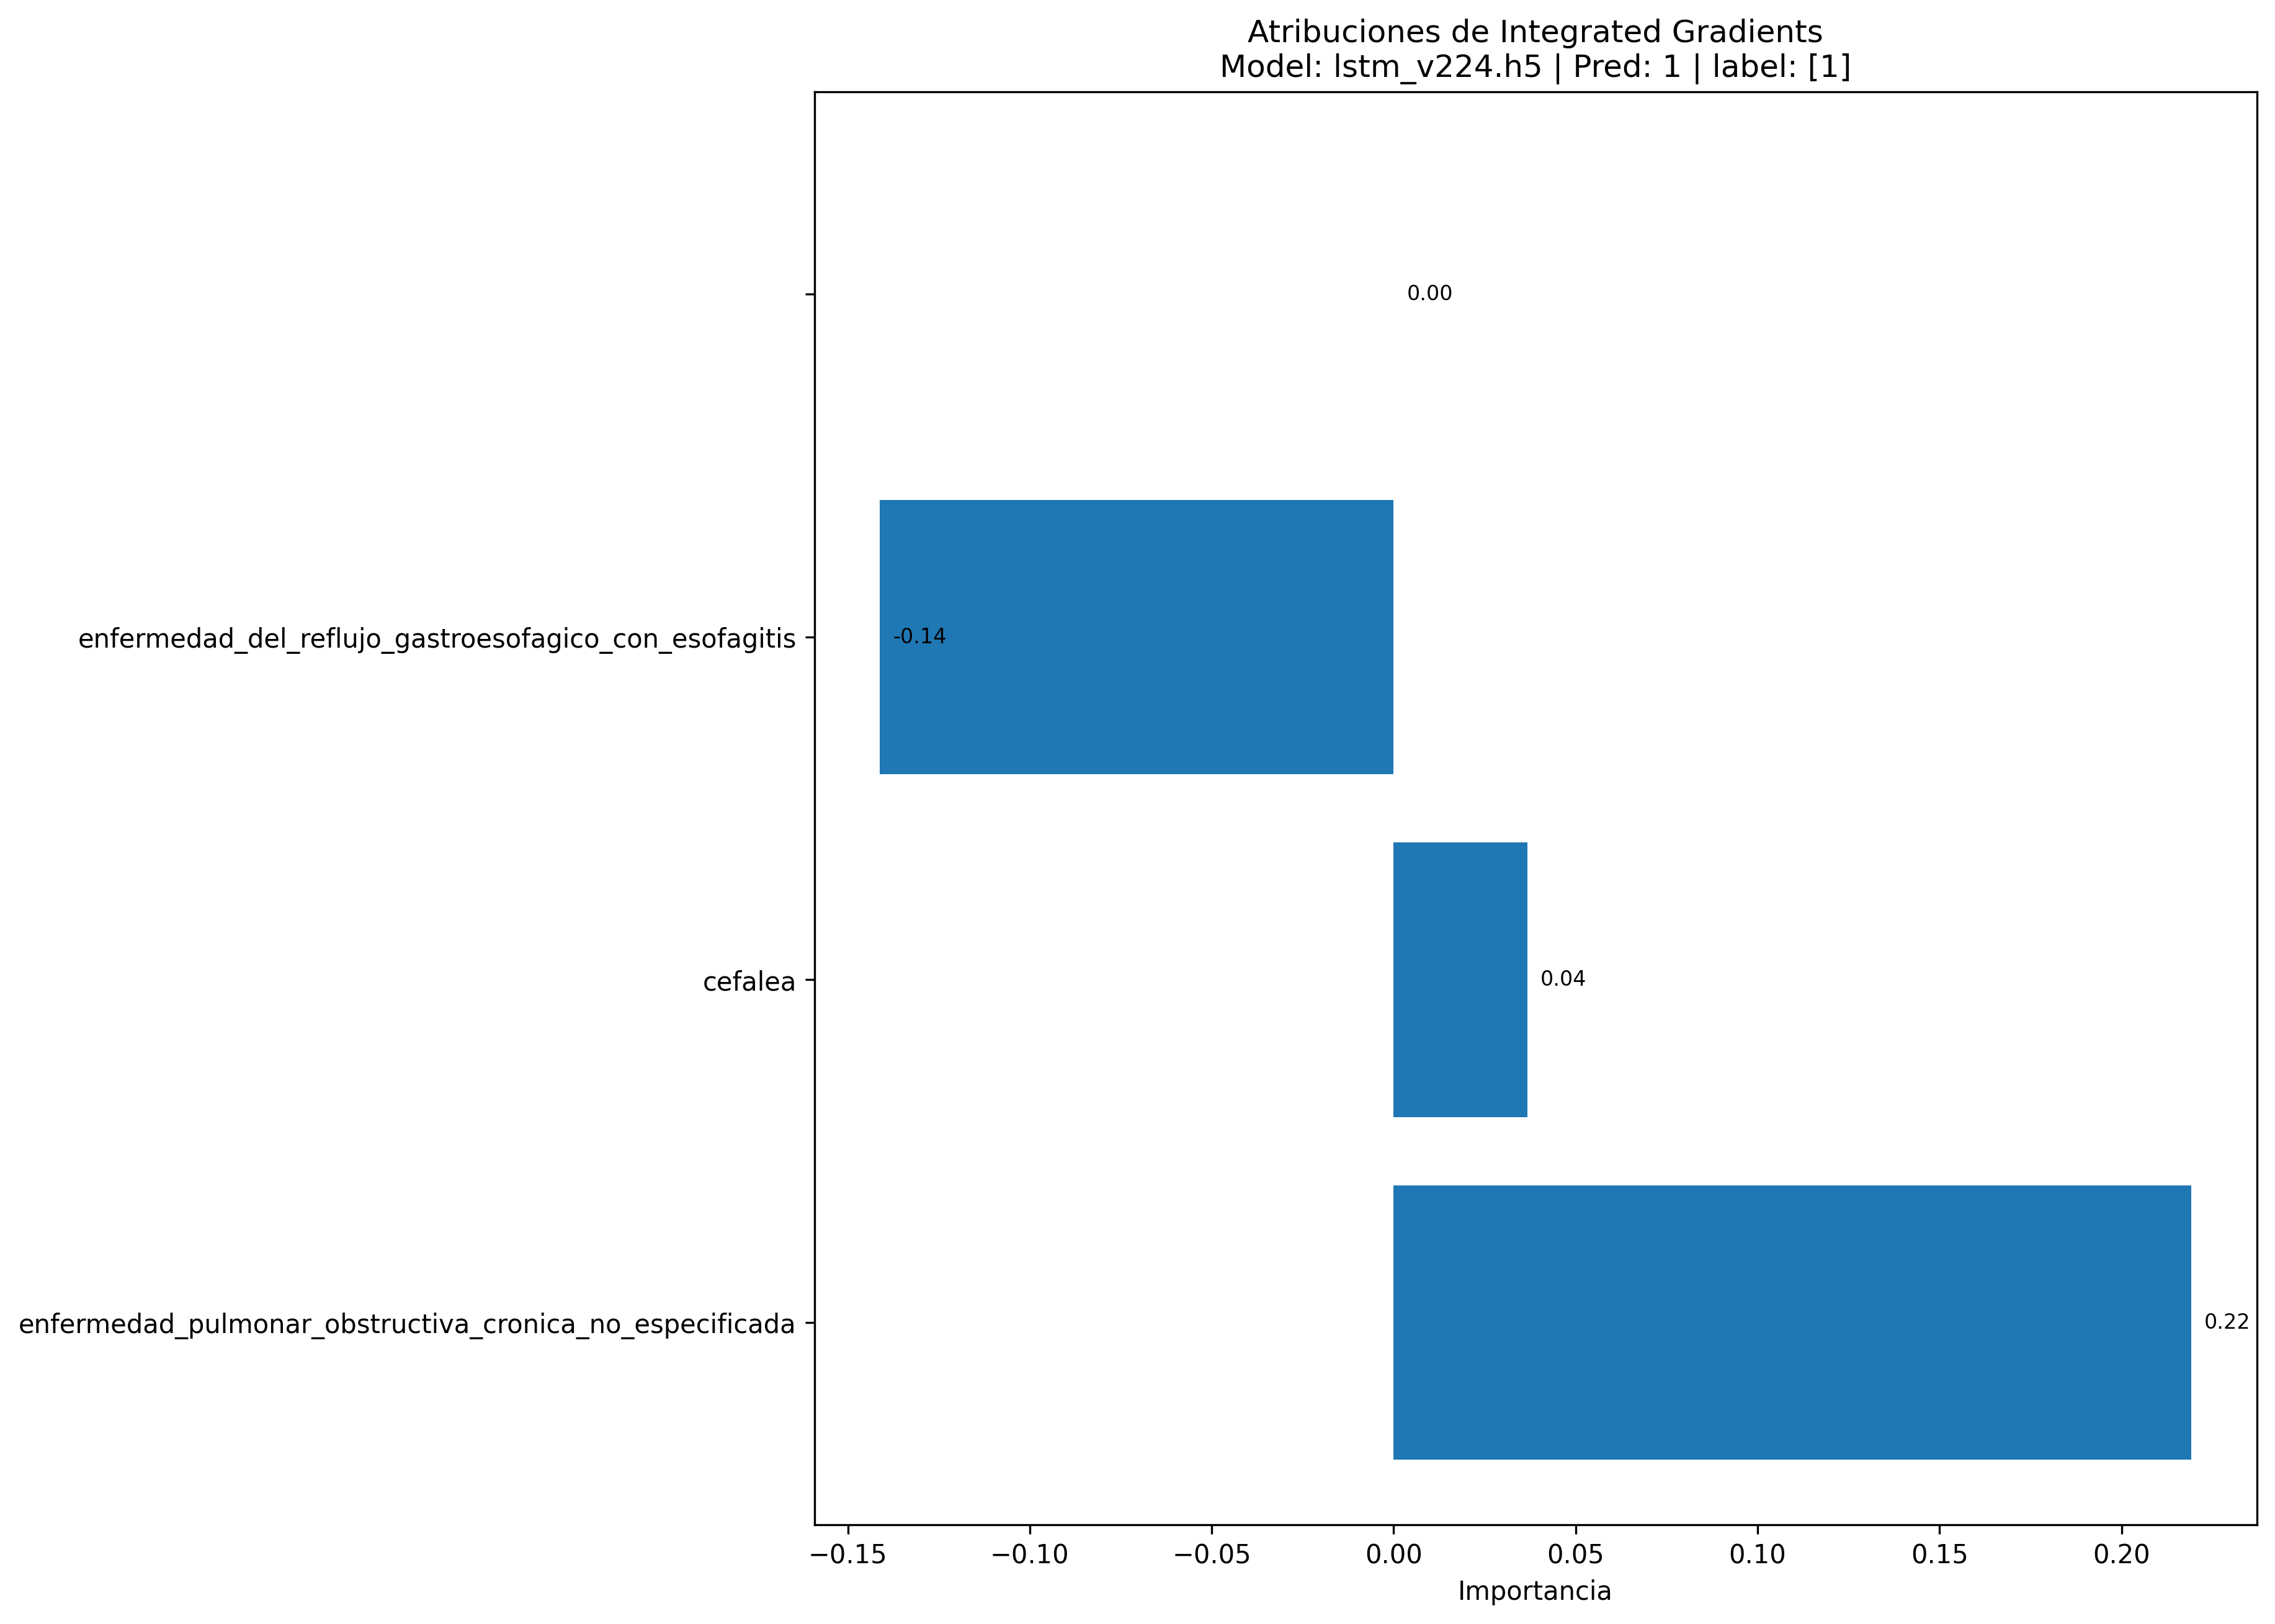 Atribuciones de Integrated Gradients
Model: lstm_v224.h5 | Pred: 1 | label: [1]
0.00
enfermedad_del_reflujo_gastroesofagico_con_esofagitis
-0.14
cefalea
0.04
enfermedad_pulmonar_obstructiva_cronica_no_especificada
0.22
−0.15 −0.10 −0.05 0.00 0.05 0.10 0.15 0.20
Importancia